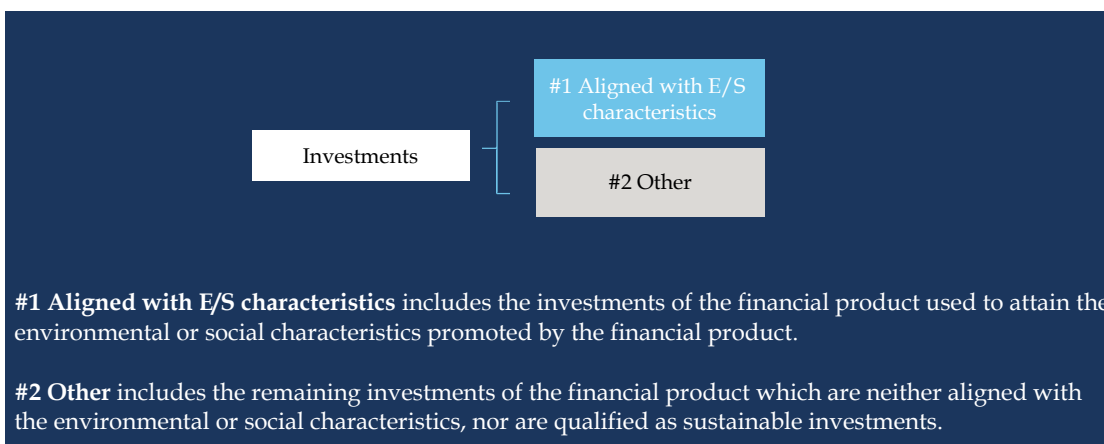 #1 Aligned with E/S
characteristics
Investments
#2 Other
#1 Aligned with E/S characteristics includes the investments of the financial product used to attain the
environmental or social characteristics promoted by the financial product.
#2 Other includes the remaining investments of the financial product which are neither aligned with
the environmental or social characteristics, nor are qualified as sustainable investments.